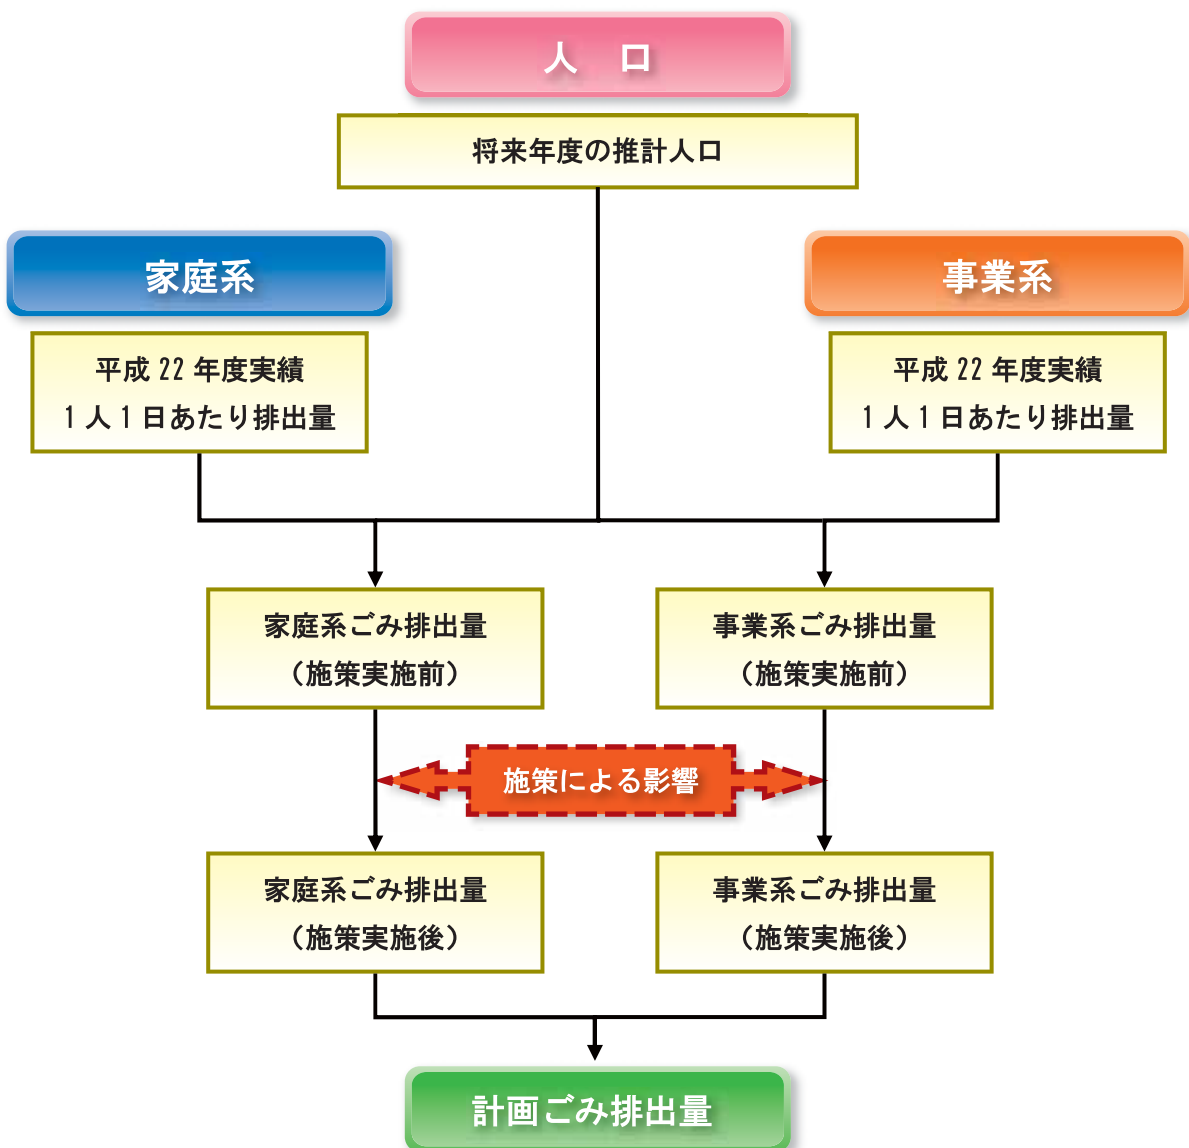 人　口
将来年度の推計人口
家庭系
事業系
平成 22 年度実績
1 人 1 日あたり排出量
平成 22 年度実績
1 人 1 日あたり排出量
家庭系ごみ排出量
（施策実施前）
事業系ごみ排出量
（施策実施前）
施策による影響
家庭系ごみ排出量
（施策実施後）
事業系ごみ排出量
（施策実施後）
計画ごみ排出量